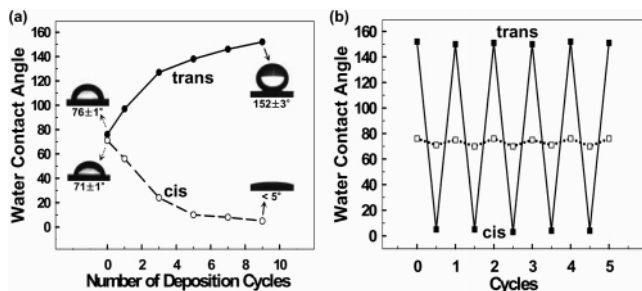 (a)
160
140
120
100
80
60
40
20
0
Water Contact Angle
trans
cis
76±1°
71±1°
152±3°
< 5°
0 2 4 6 8 10
Number of Deposition Cycles
(b)
160
140
120
100
80
60
40
20
0
Water Contact Angle
trans
cis
0 1 2 3 4 5
Cycles